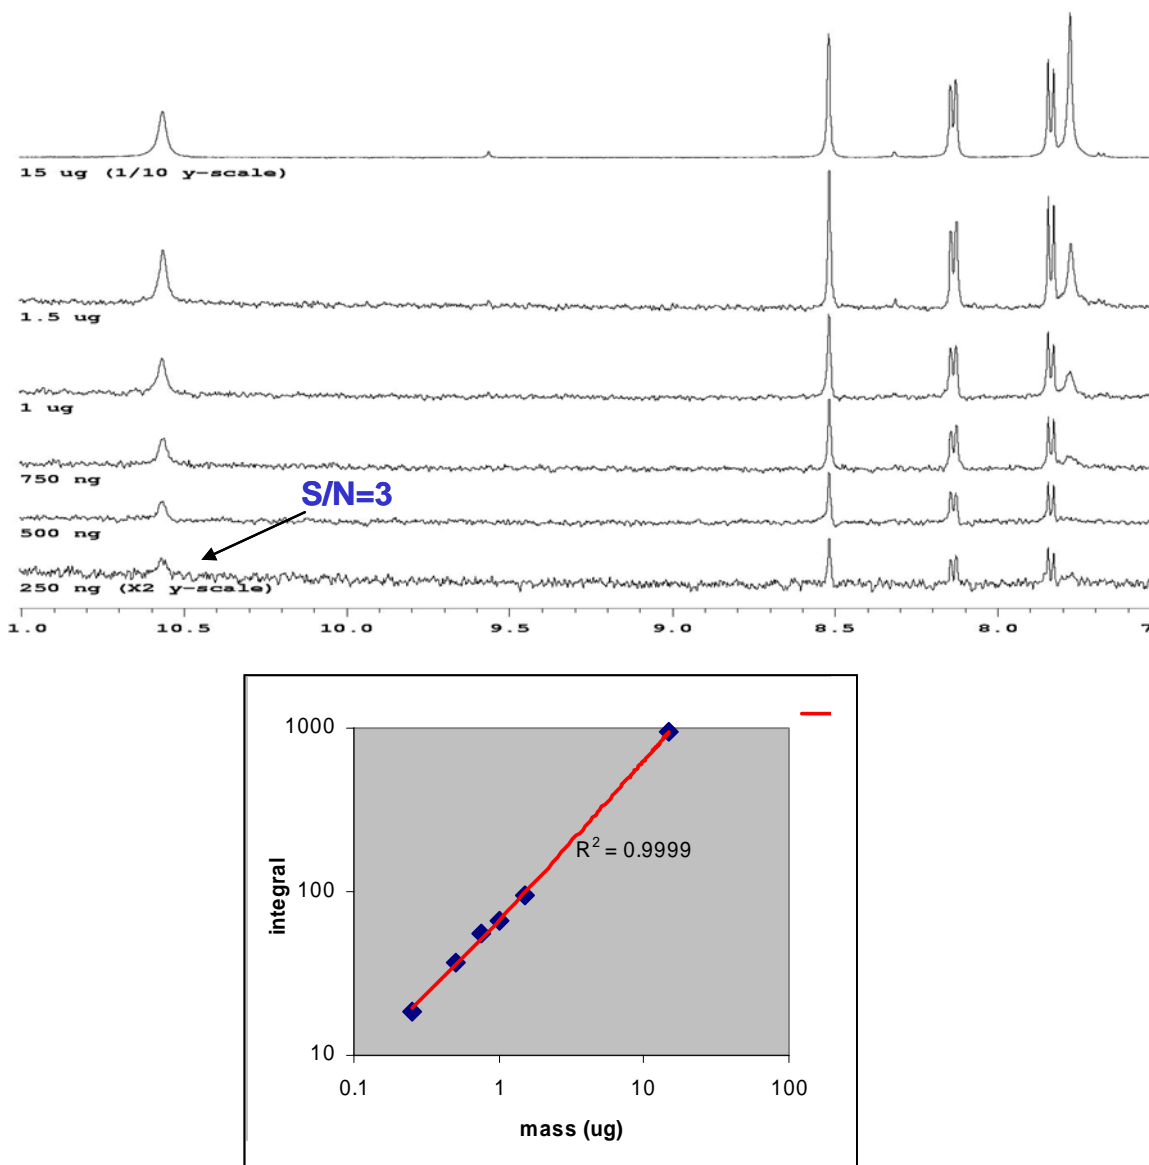 15 ug (1/10 y-scale)
1.5 ug
1 ug
750 ng
S/N=3
500 ng
250 ng (X2 y-scale)
1.0 10.5 10.0 9.5 9.0 8.5 8.0 7
1000
R² = 0.9999
100
integral
10
0.1 1 10 100
mass (ug)